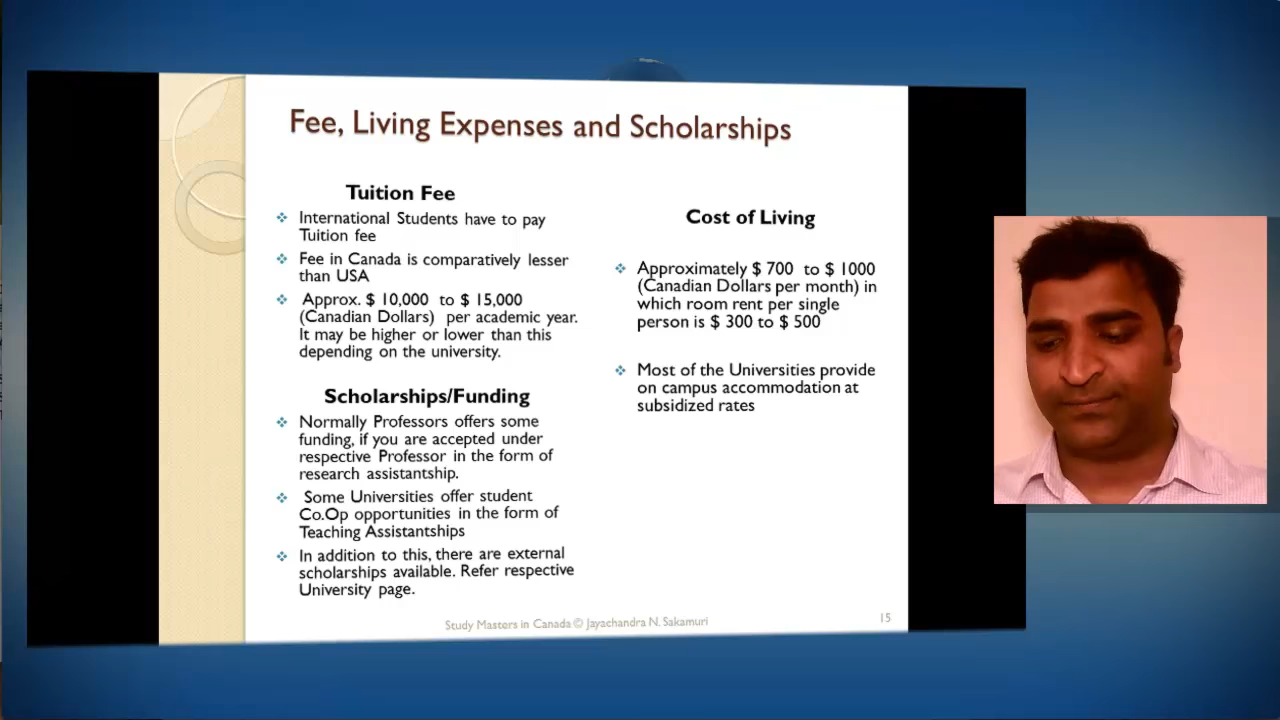 Fee, Living Expenses and Scholarships
Tuition Fee
International Students have to pay
Tuition fee
Fee in Canada is comparatively lesser
than USA
Approx. $ 10,000 to $ 15,000
(Canadian Dollars) per academic year.
It may be higher or lower than this
depending on the university.
Scholarships/Funding
Normally Professors offers some
funding, if you are accepted under
respective Professor in the form of
research assistantship.
Some Universities offer student
Co.Op opportunities in the form of
Teaching Assistantships
In addition to this, there are external
scholarships available. Refer respective
University page.
Cost of Living
Approximately $ 700 to $ 1000
(Canadian Dollars per month) in
which room rent per single
person is $ 300 to $ 500
Most of the Universities provide
on campus accommodation at
subsidized rates
Study Masters in Canada © Jayachandra N. Sakamuri
15